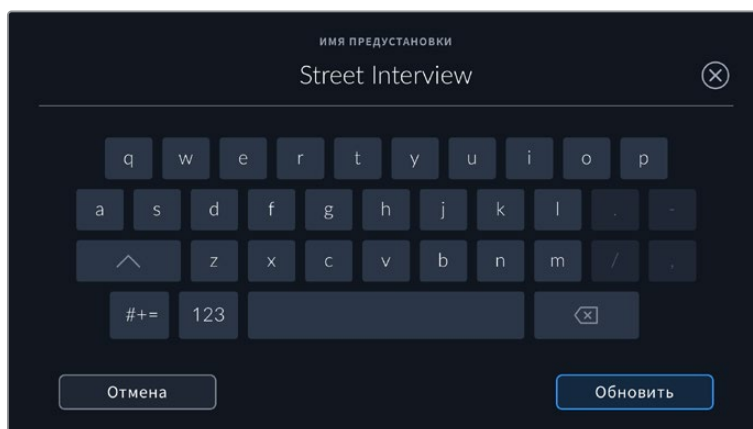 ИМЯ ПРЕДУСТАНОВКИ
Street Interview
q w e r t y u i o p
a s d f g h j k l . -
z x c v b n m / ,
#+= 123
Отмена Обновить